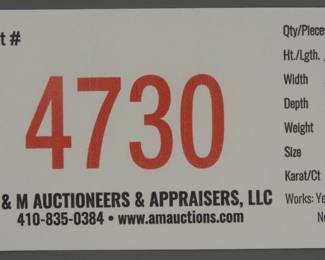 t #
4730
& M AUCTIONEERS & APPRAISERS, LLC
410-835-0384 • www.amauctions.com
Qty/Pieces
Ht./Lgth.
Width
Depth
Weight
Size
Karat/Ct
Works: Ye
No